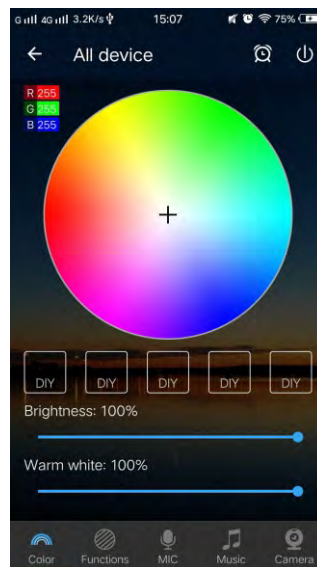 G 4G 3.2K/s 15:07 75%
All device
R 255
G 255
B 255
DIY DIY DIY DIY DIY
Brightness: 100%
Warm white: 100%
Color Functions MIC Music Camera